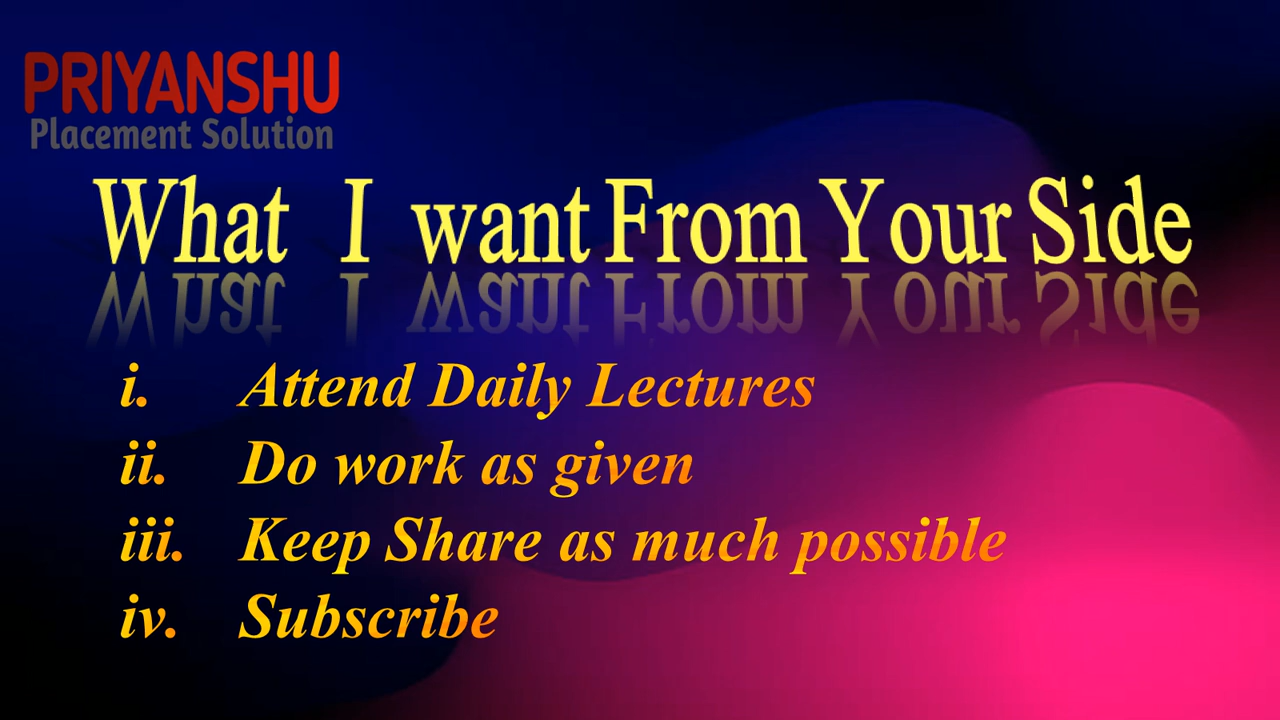 PRIYANSHU
Placement Solution
What I want From Your Side
i. Attend Daily Lectures
ii. Do work as given
iii. Keep Share as much possible
iv. Subscribe